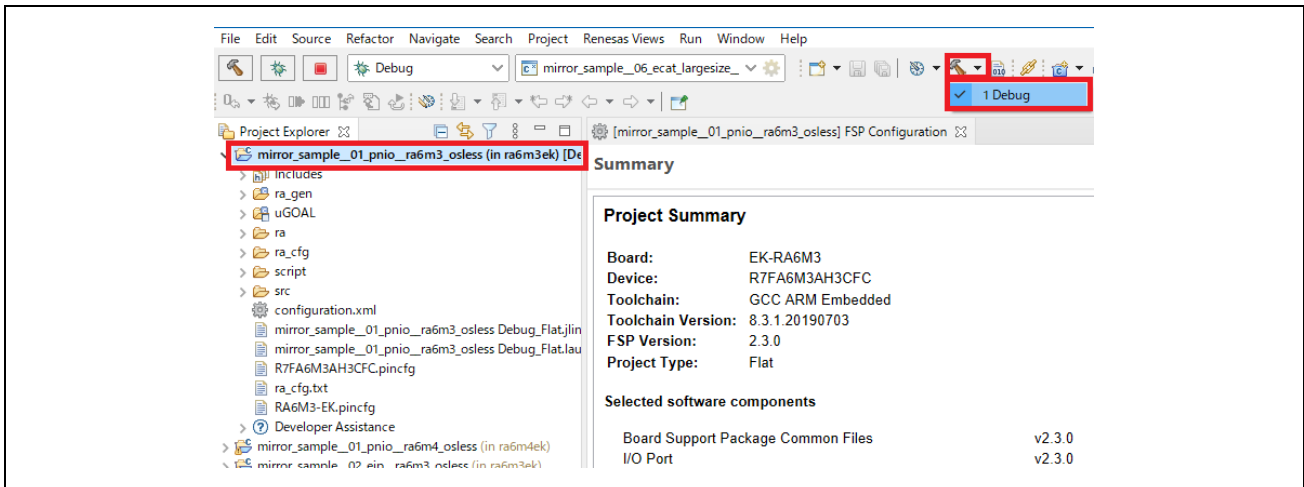 File Edit Source Refactor Navigate Search Project Renesas Views Run Window Help
Debug
mirror_sample__06_ecat_largesize_
010
1 Debug
Project Explorer
[mirror_sample__01_pnio__ra6m3_osless] FSP Configuration
mirror_sample__01_pnio__ra6m3_osless (in ra6m3ek) [De
Includes
ra_gen
uGOAL
ra
ra_cfg
script
src
configuration.xml
mirror_sample__01_pnio__ra6m3_osless Debug_Flat.jlin
mirror_sample__01_pnio__ra6m3_osless Debug_Flat.lau
R7FA6M3AH3CFC.pincfg
ra_cfg.txt
RA6M3-EK.pincfg
Developer Assistance
mirror_sample__01_pnio__ra6m4_osless (in ra6m4ek)
mirror_sample__02_eip__ra6m3_osless (in ra6m3ek)
Summary
Project Summary
Board: EK-RA6M3
Device: R7FA6M3AH3CFC
Toolchain: GCC ARM Embedded
Toolchain Version: 8.3.1.20190703
FSP Version: 2.3.0
Project Type: Flat
Selected software components
Board Support Package Common Files v2.3.0
I/O Port v2.3.0